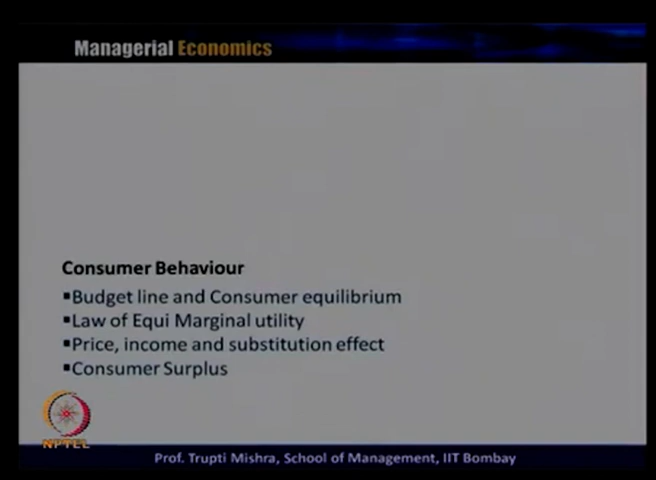 Managerial Economics
Consumer Behaviour
▪Budget line and Consumer equilibrium
▪Law of Equi Marginal utility
▪Price, income and substitution effect
▪Consumer Surplus
NPTEL
Prof. Trupti Mishra, School of Management, IIT Bombay